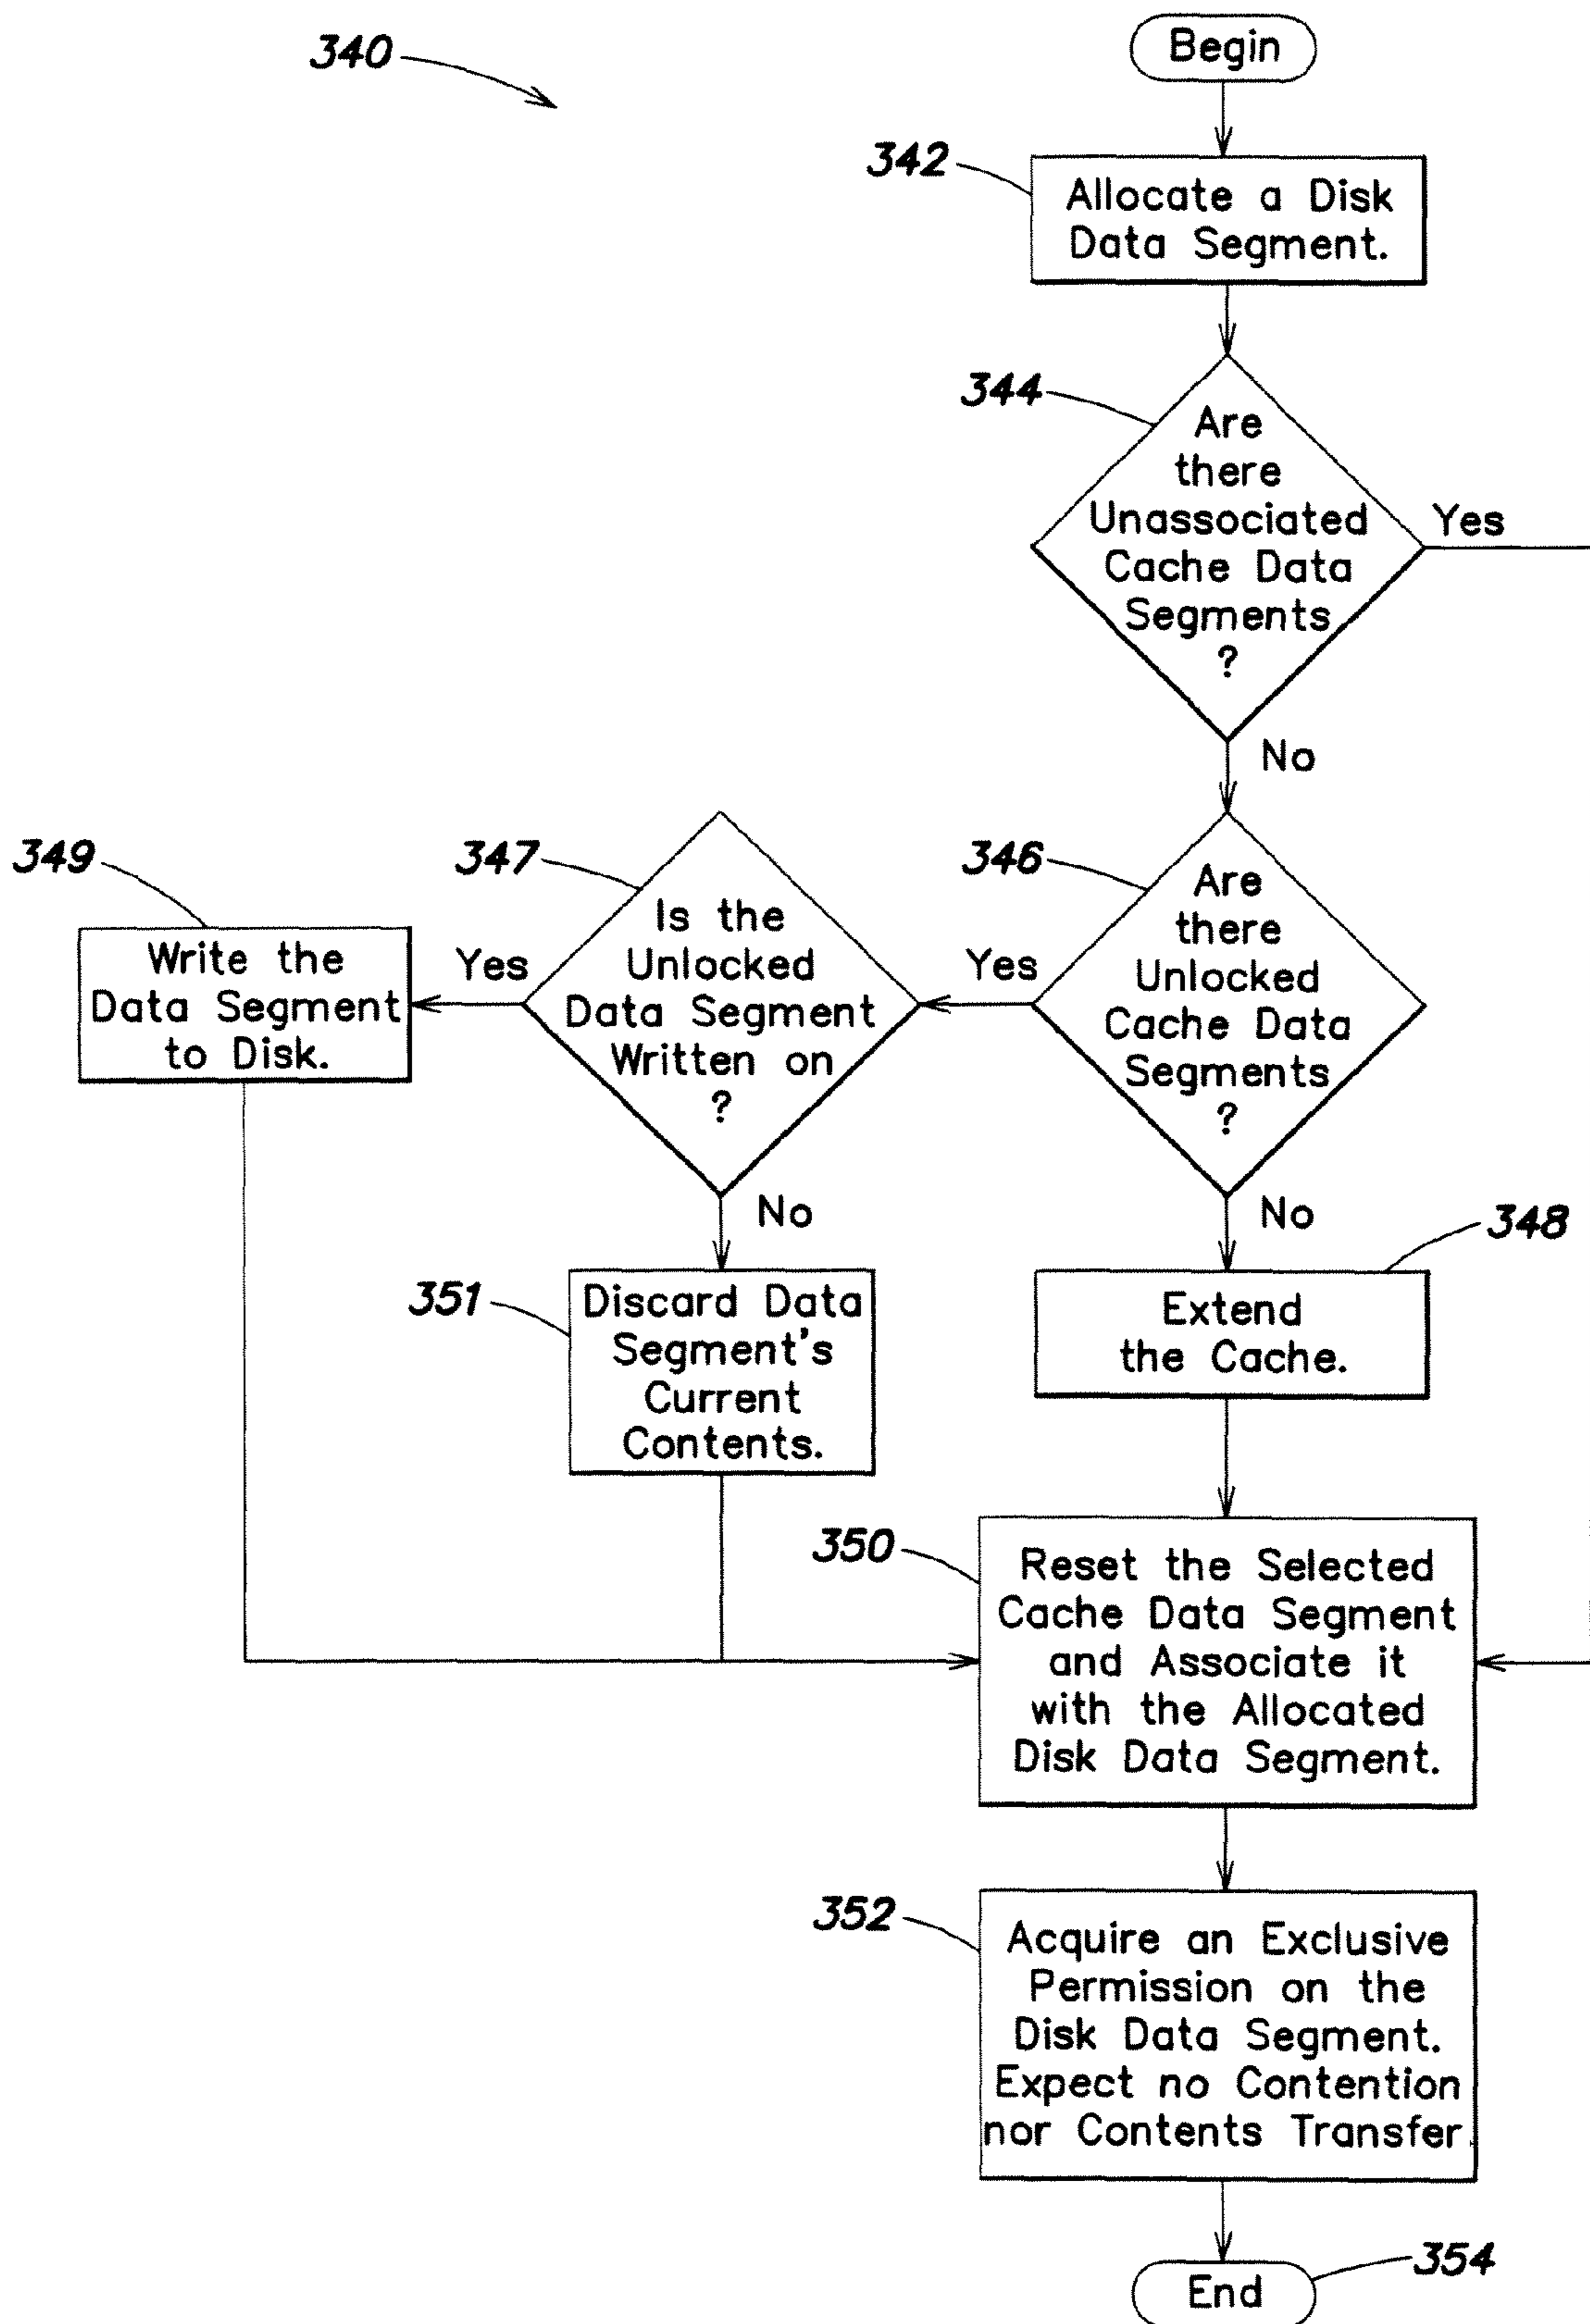 340
Begin
342
Allocate a Disk
Data Segment.
344
Are
there
Unassociated
Cache Data
Segments
?
Yes
No
349
Write the
Data Segment
to Disk.
Yes
347
Is the
Unlocked
Data Segment
Written on
?
Yes
346
Are
there
Unlocked
Cache Data
Segments
?
No
No
348
351
Discard Data
Segment's
Current
Contents.
Extend
the Cache.
350
Reset the Selected
Cache Data Segment
and Associate it
with the Allocated
Disk Data Segment.
352
Acquire an Exclusive
Permission on the
Disk Data Segment.
Expect no Contention
nor Contents Transfer.
End
354